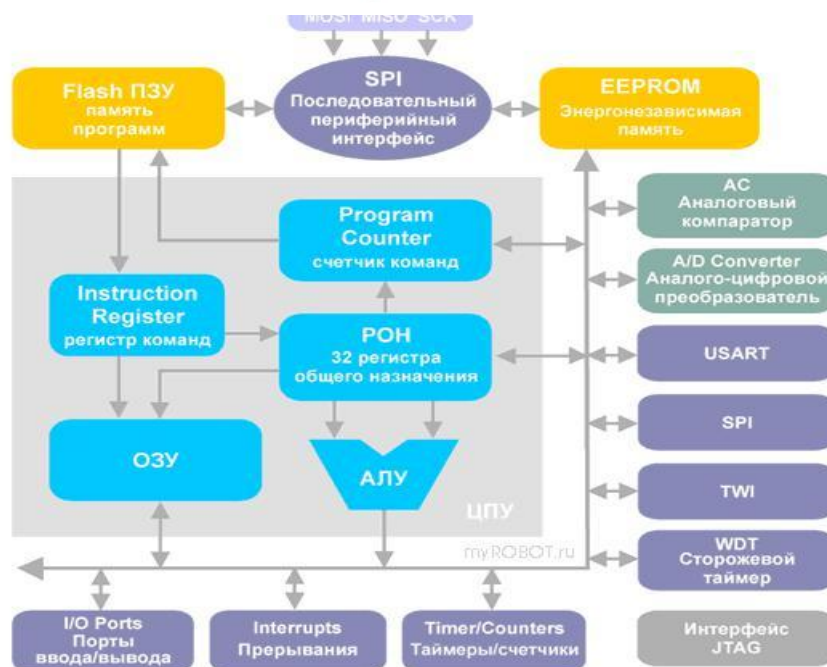 MOSI MISO SCK
SPI
Последовательный
периферийный
интерфейс
Flash ПЗУ
память
программ
EEPROM
Энергонезависимая
память
AC
Аналоговый
компаратор
Program
Counter
счетчик команд
A/D Converter
Аналого-цифровой
преобразователь
Instruction
Register
регистр команд
РОН
32 регистра
общего назначения
USART
SPI
ОЗУ
АЛУ
TWI
ЦПУ
myROBOT.ru
WDT
Сторожевой
таймер
I/O Ports
Порты
ввода/вывода
Interrupts
Прерывания
Timer/Counters
Таймеры/счетчики
Интерфейс
JTAG